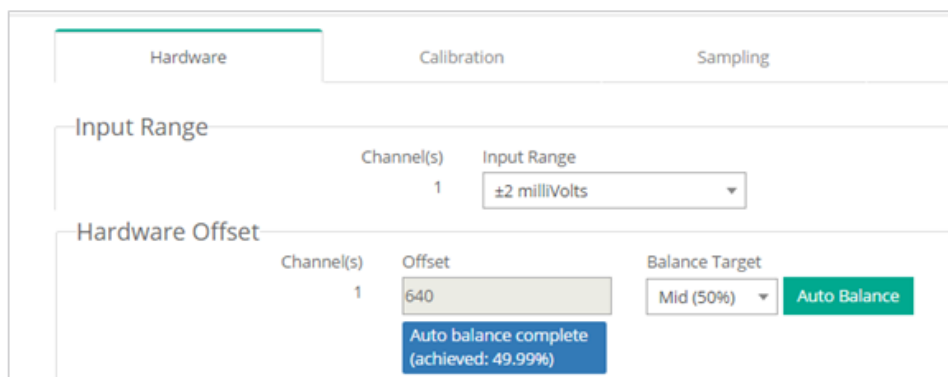 Hardware Calibration Sampling
Input Range
Channel(s) Input Range
1 ±2 milliVolts
Hardware Offset
Channel(s) Offset Balance Target
1 640 Mid (50%) Auto Balance
Auto balance complete
(achieved: 49.99%)